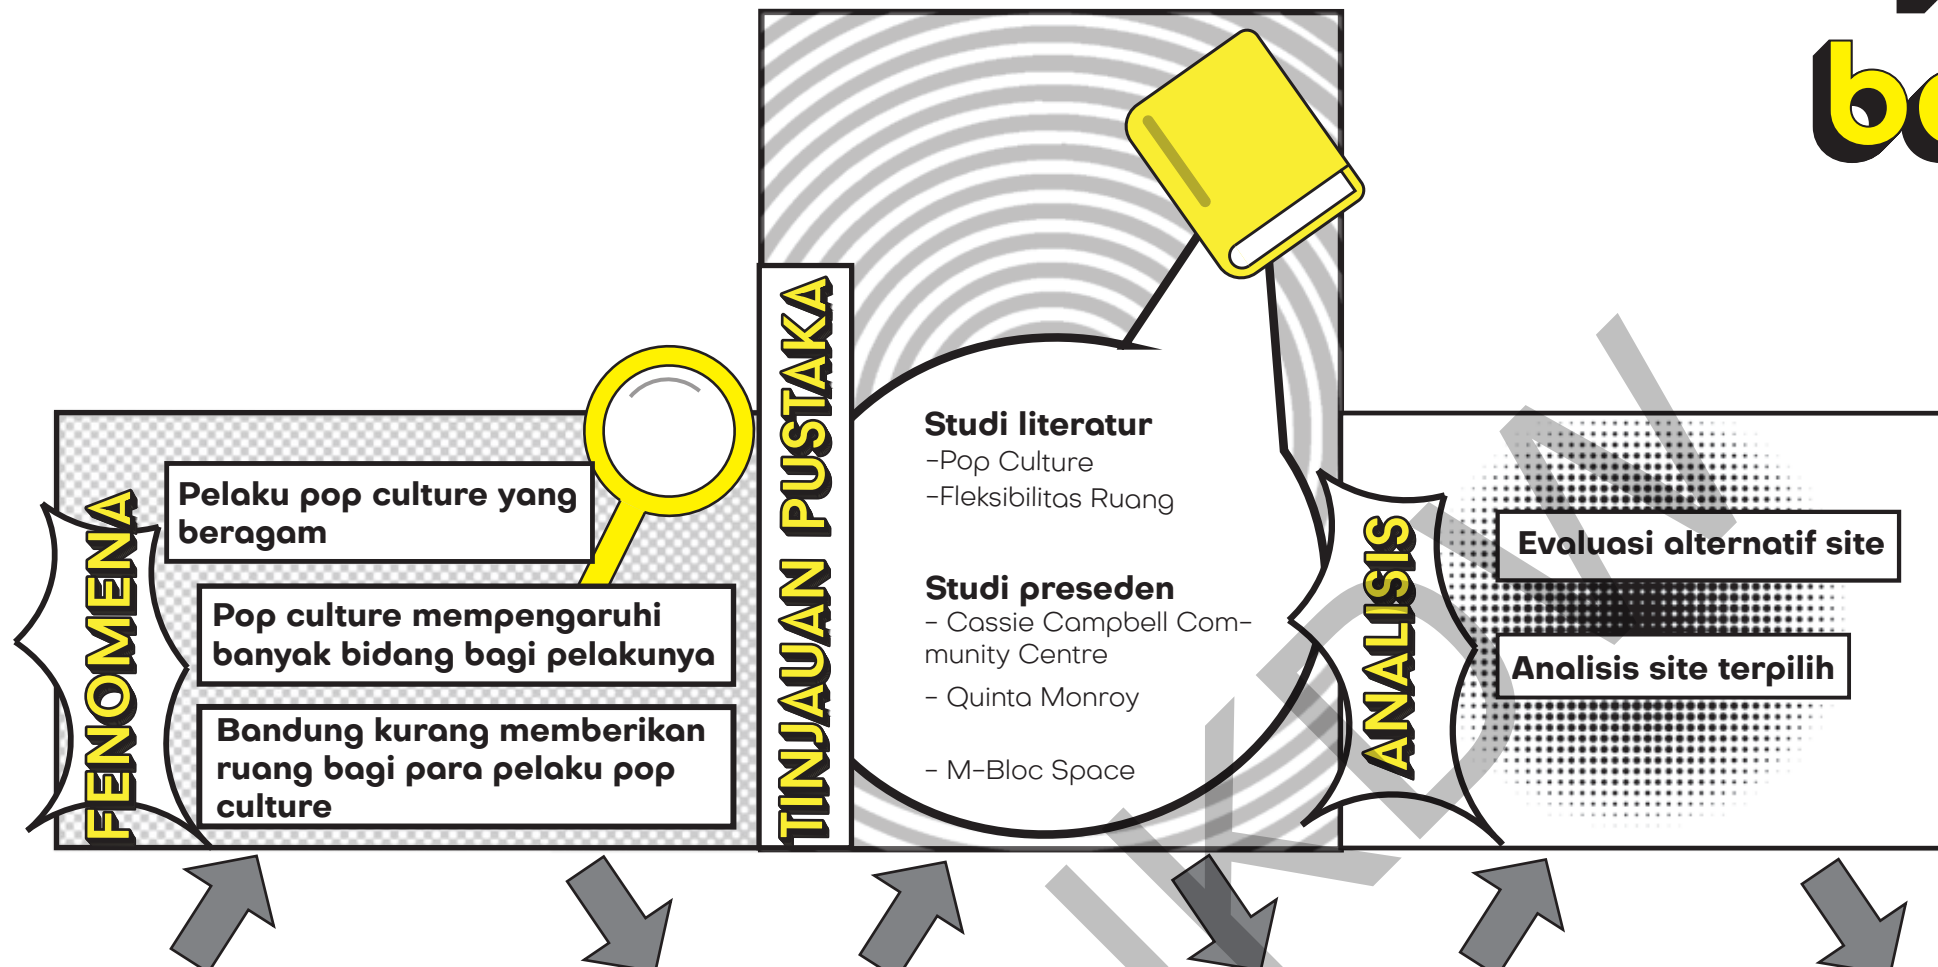 FENOMENA
Pelaku pop culture yang
beragam
Pop culture mempengaruhi
banyak bidang bagi pelakunya
Bandung kurang memberikan
ruang bagi para pelaku pop
culture
TINJAUAN PUSTAKA
Studi literatur
-Pop Culture
-Fleksibilitas Ruang
Studi preseden
- Cassie Campbell Com-
munity Centre
- Quinta Monroy
- M-Bloc Space
ANALISIS
Evaluasi alternatif site
Analisis site terpilih